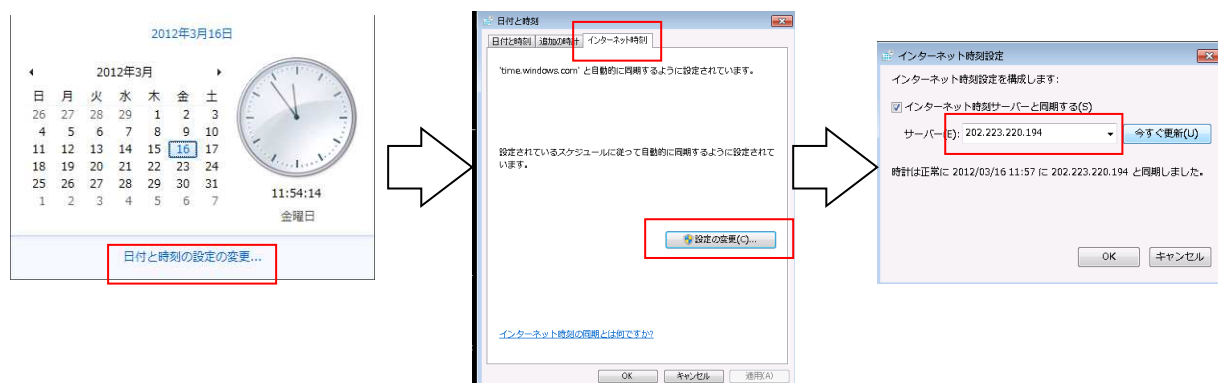 2012年3月16日
2012年3月
日 月 火 水 木 金 土
26 27 28 29 1 2 3
4 5 6 7 8 9 10
11 12 13 14 15 16 17
18 19 20 21 22 23 24
25 26 27 28 29 30 31
1 2 3 4 5 6 7
11:54:14
金曜日
日付と時刻の設定の変更...
日付と時刻
日付と時刻 追加の時計 インターネット時刻
'time.windows.com' と自動的に同期するように設定されています。
設定されているスケジュールに従って自動的に同期するように設定されて
います。
設定の変更(C)...
インターネット時刻の同期とは何ですか?
OK キャンセル 適用(A)
インターネット時刻設定
インターネット時刻設定を構成します:
インターネット時刻サーバーと同期する(S)
サーバー(E): 202.223.220.194 今すぐ更新(U)
時計は正常に 2012/03/16 11:57 に 202.223.220.194 と同期しました。
OK キャンセル